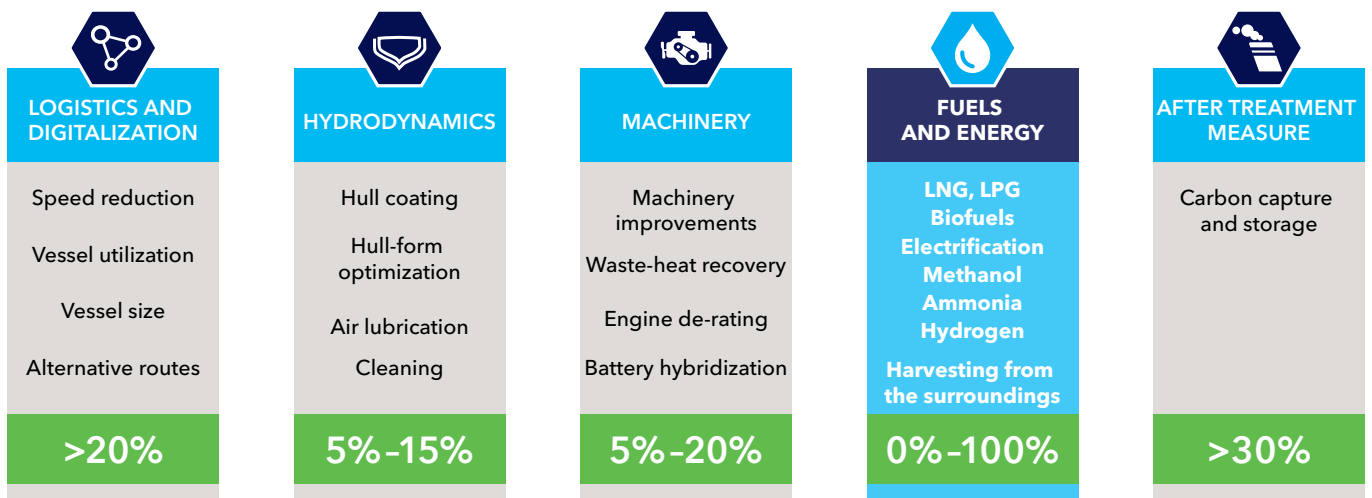 LOGISTICS AND
DIGITALIZATION
Speed reduction
Vessel utilization
Vessel size
Alternative routes
>20%
HYDRODYNAMICS
Hull coating
Hull-form
optimization
Air lubrication
Cleaning
5%–15%
MACHINERY
Machinery
improvements
Waste-heat recovery
Engine de-rating
Battery hybridization
5%–20%
FUELS
AND ENERGY
LNG, LPG
Biofuels
Electrification
Methanol
Ammonia
Hydrogen
Harvesting from
the surroundings
0%–100%
AFTER TREATMENT
MEASURE
Carbon capture
and storage
>30%